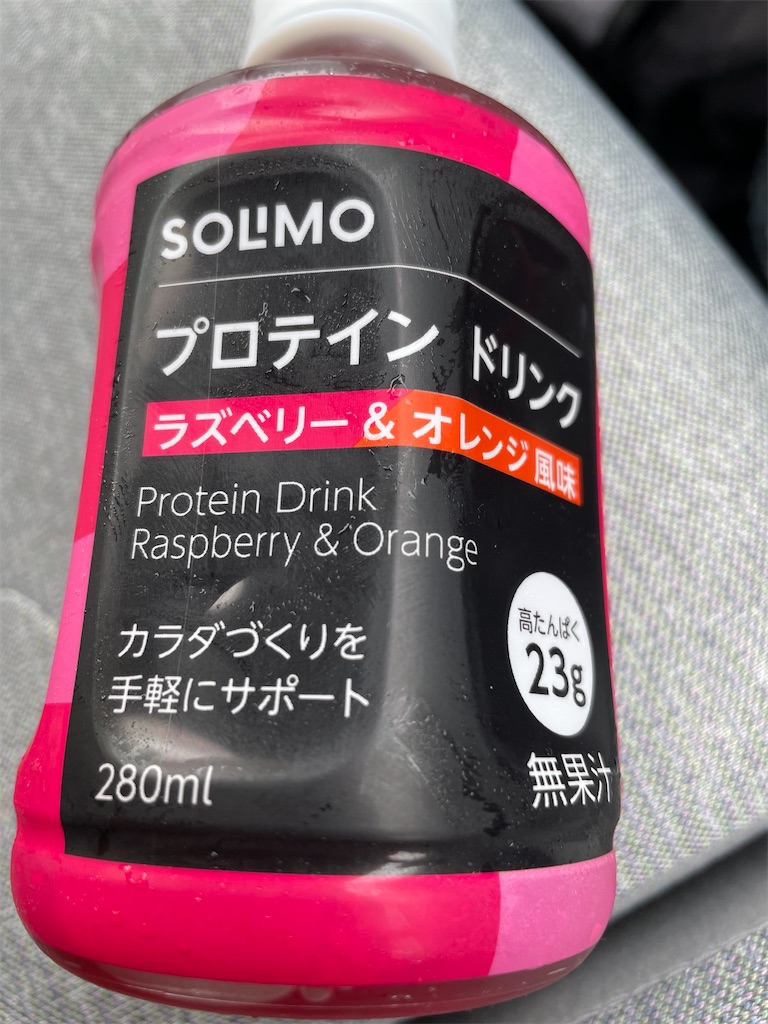 SOLIMO
プロテイン ドリンク
ラズベリー & オレンジ風味
Protein Drink
Raspberry & Orange
カラダづくりを
手軽にサポート
高たんぱく
23g
280ml
無果汁